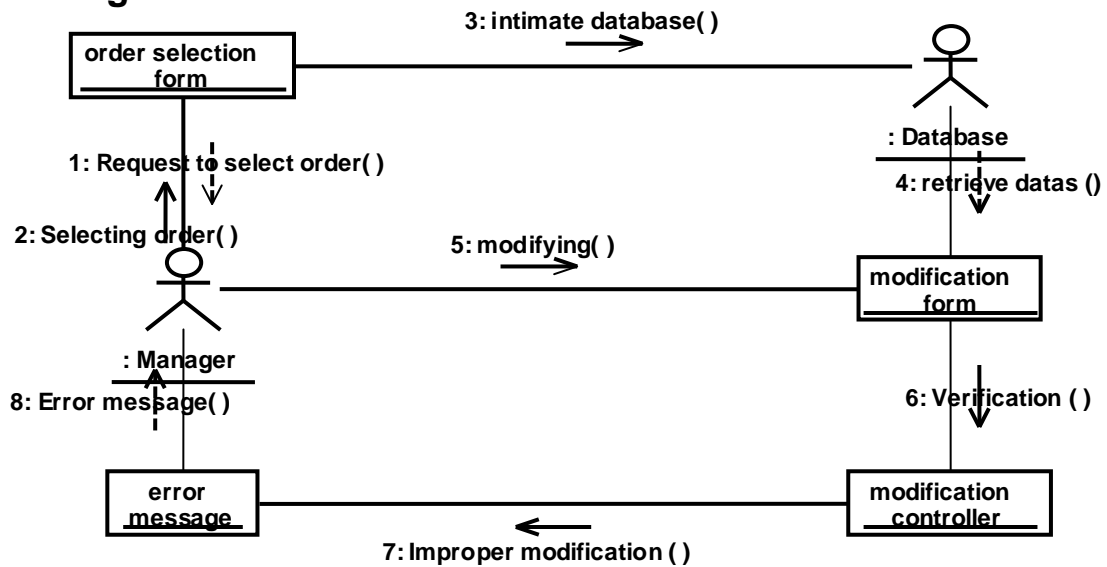 3: intimate database( )
order selection
form
: Database
1: Request to select order( )
4: retrieve datas ()
2: Selecting order( )
5: modifying( )
modification
form
: Manager
8: Error message( )
6: Verification ( )
error
message
modification
controller
7: Improper modification ( )